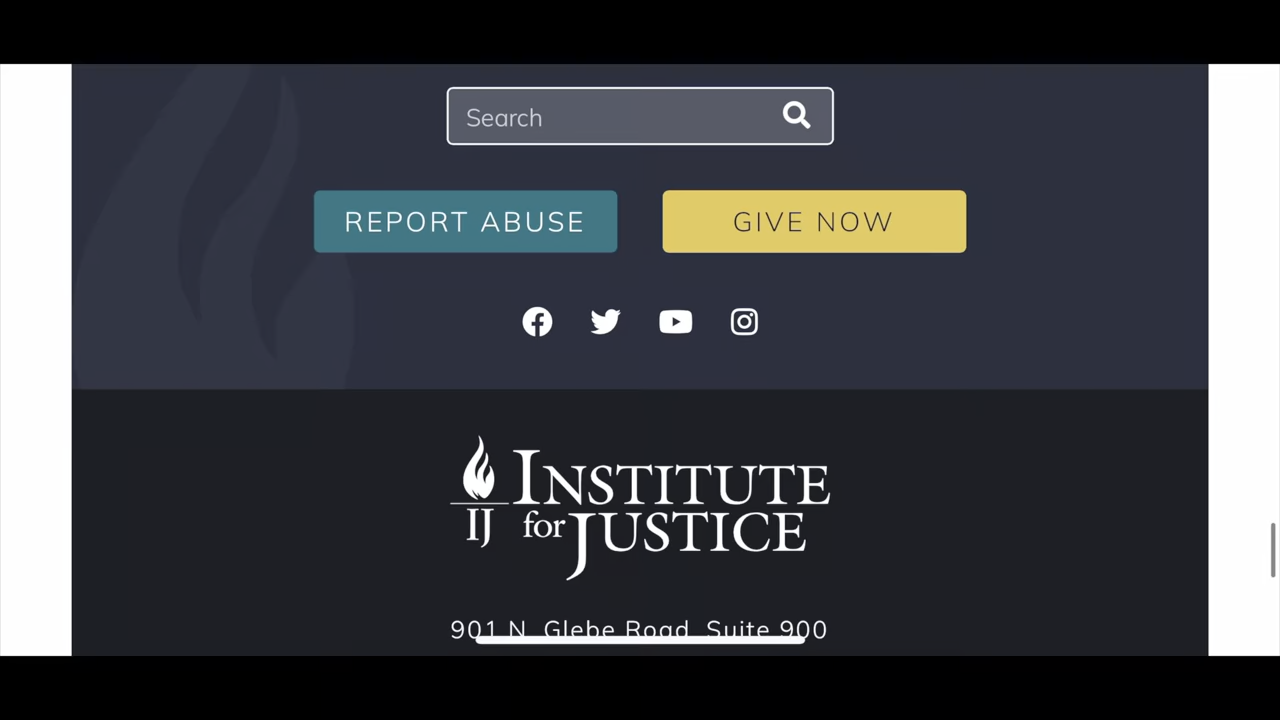 Search
REPORT ABUSE
GIVE NOW
INSTITUTE
IJ for JUSTICE
901 N. Glebe Road, Suite 900